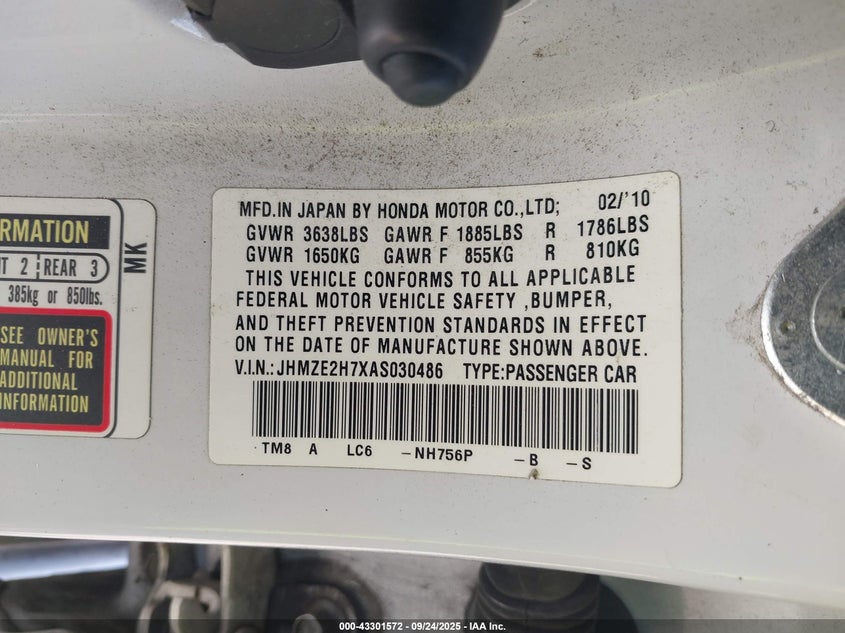 RMATION
T 2 REAR 3
385kg or 850lbs.
SEE OWNER'S
MANUAL FOR
ADDITIONAL
INFORMATION
MK
MFD.IN JAPAN BY HONDA MOTOR CO.,LTD; 02/'10
GVWR 3638LBS GAWR F 1885LBS R 1786LBS
GVWR 1650KG GAWR F 855KG R 810KG
THIS VEHICLE CONFORMS TO ALL APPLICABLE
FEDERAL MOTOR VEHICLE SAFETY ,BUMPER,
AND THEFT PREVENTION STANDARDS IN EFFECT
ON THE DATE OF MANUFACTURE SHOWN ABOVE.
V.I.N.: JHMZE2H7XAS030486 TYPE:PASSENGER CAR
TM8 A LC6 -NH756P -B -S
000-43301572 - 09/24/2025 - IAA Inc.